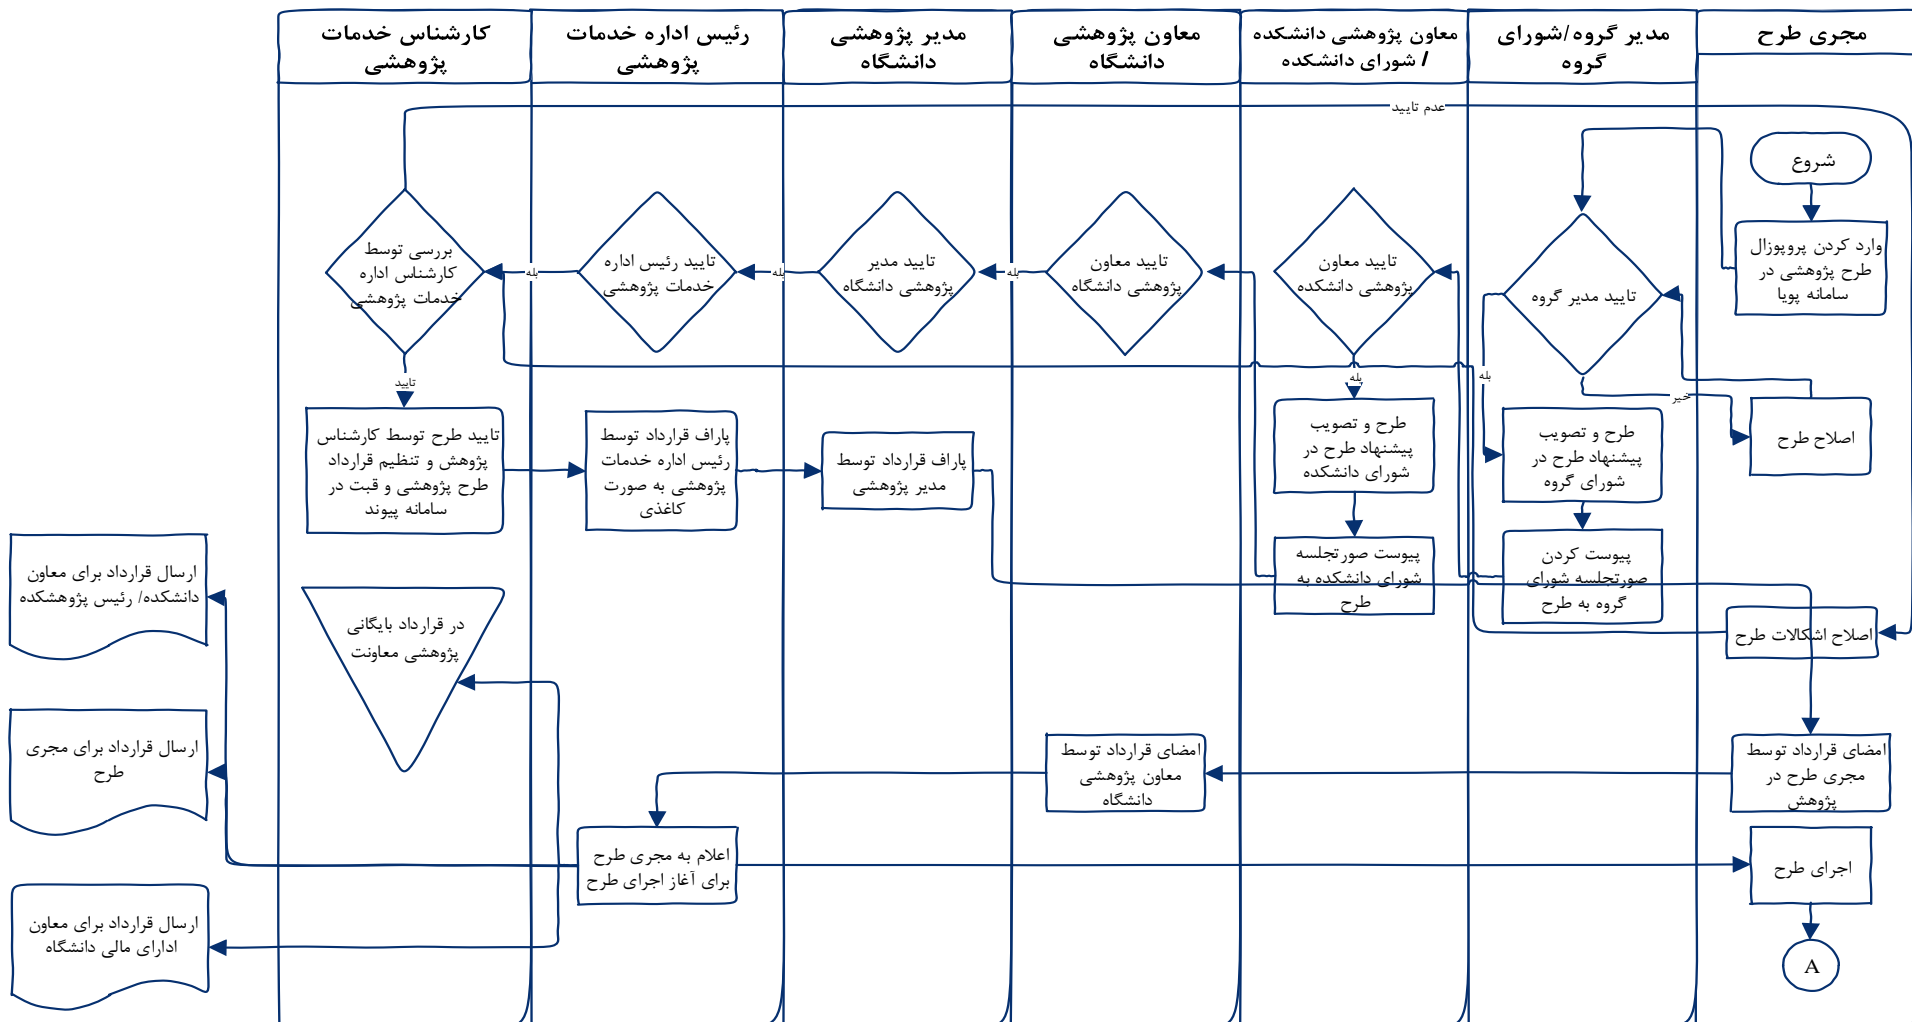 مجری طرح
مدیر گروه/شورای
گروه
معاون پژوهشی دانشکده
/ شورای دانشکده
معاون پژوهشی
دانشگاه
مدیر پژوهشی
دانشگاه
رئیس اداره خدمات
پژوهشی
کارشناس خدمات
پژوهشی
عدم تایید
شروع
وارد کردن پروپوزال
طرح پژوهشی در
سامانه پویا
تایید مدیر گروه
تایید معاون
پژوهشی دانشکده
تایید معاون
پژوهشی دانشگاه
بله
تایید مدیر
پژوهشی دانشگاه
بله
تایید رئیس اداره
خدمات پژوهشی
بله
بررسی توسط
کارشناس اداره
خدمات پژوهشی
بله
خیر
بله
تایید
اصلاح طرح
طرح و تصویب
پیشنهاد طرح در
شورای گروه
طرح و تصویب
پیشنهاد طرح در
شورای دانشکده
پاراف قرارداد توسط
مدیر پژوهشی
پاراف قرارداد توسط
رئیس اداره خدمات
پژوهشی به صورت
کاغذی
تایید طرح توسط کارشناس
پژوهش و تنظیم قرارداد
طرح پژوهشی و قبت در
سامانه پیوند
پیوست کردن
صورتجلسه شورای
گروه به طرح
پیوست صورتجلسه
شورای دانشکده به
طرح
اصلاح اشکالات طرح
در قرارداد بایگانی
پژوهشی معاونت
ارسال قرارداد برای معاون
دانشکده/ رئیس پژوهشکده
امضای قرارداد توسط
مجری طرح در
پژوهش
امضای قرارداد توسط
معاون پژوهشی
دانشگاه
ارسال قرارداد برای مجری
طرح
اعلام به مجری طرح
برای آغاز اجرای طرح
اجرای طرح
ارسال قرارداد برای معاون
ادارای مالی دانشگاه
A